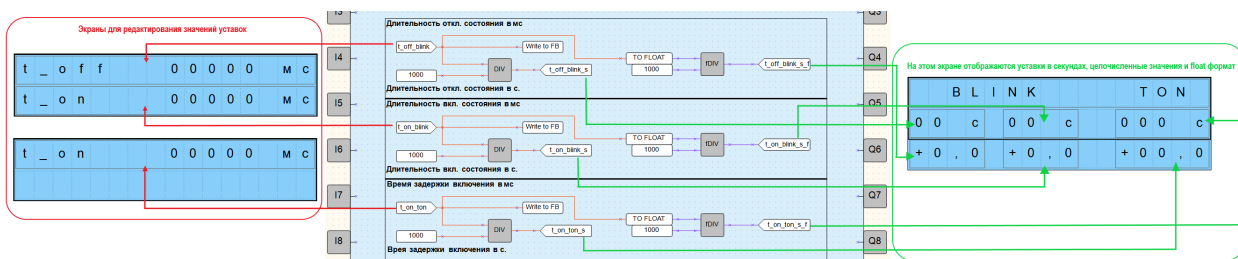 Экраны для редактирования значений уставок
t _ o f f 0 0 0 0 0 м с
t _ o n 0 0 0 0 0 м с
t _ o n 0 0 0 0 0 м с
I3
I4
I5
I6
I7
I8
Длительность откл. состояния в мс
t_off_blink
Write to FB
1000
DIV
t_off_blink_s
TO FLOAT
1000
fDIV
t_off_blink_s_f
Длительность откл. состояния в с.
Длительность вкл. состояния в мс
t_on_blink
Write to FB
1000
DIV
t_on_blink_s
TO FLOAT
1000
fDIV
t_on_blink_s_f
Длительность вкл. состояния в с.
Время задержки включения в мс
t_on_ton
Write to FB
1000
DIV
t_on_ton_s
TO FLOAT
1000
fDIV
t_on_ton_s_f
Врея задержки включения в с.
Q3
Q4
Q5
Q6
Q7
Q8
На этом экране отображаются уставки в секундах, целочисленные значения и float формат
B L I N K T O N
0 0 с 0 0 с 0 0 0 с
+ 0 , 0 + 0 , 0 + 0 0 , 0